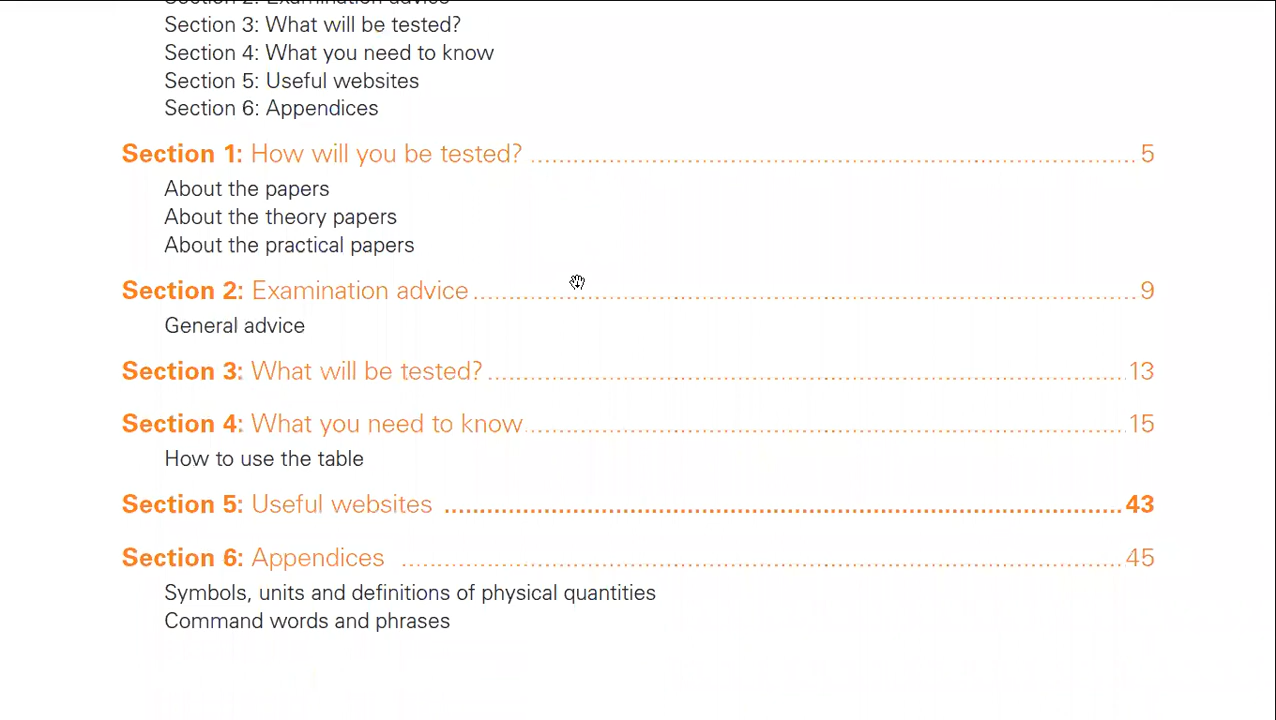 Section 2: Examination advice
Section 3: What will be tested?
Section 4: What you need to know
Section 5: Useful websites
Section 6: Appendices
Section 1: How will you be tested? ........................................................ 5
About the papers
About the theory papers
About the practical papers
Section 2: Examination advice ........................................................ 9
General advice
Section 3: What will be tested? ........................................................ 13
Section 4: What you need to know ........................................................ 15
How to use the table
Section 5: Useful websites ........................................................ 43
Section 6: Appendices ........................................................ 45
Symbols, units and definitions of physical quantities
Command words and phrases